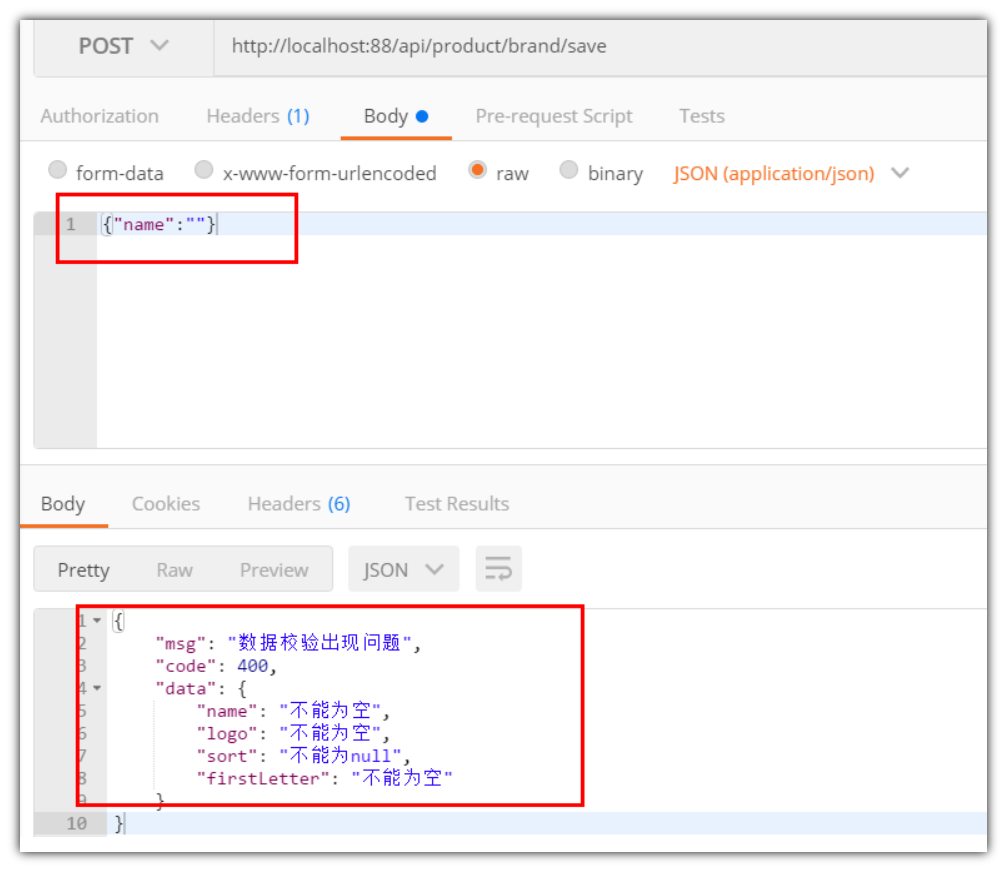 POST http://localhost:88/api/product/brand/save
Authorization Headers (1) Body Pre-request Script Tests
form-data x-www-form-urlencoded raw binary JSON (application/json)
1 {"name":""}
Body Cookies Headers (6) Test Results
Pretty Raw Preview JSON
1 {
2 "msg": "数据校验出现问题",
3 "code": 400,
4 "data": {
5 "name": "不能为空",
6 "logo": "不能为空",
7 "sort": "不能为null",
8 "firstLetter": "不能为空"
9 }
10 }